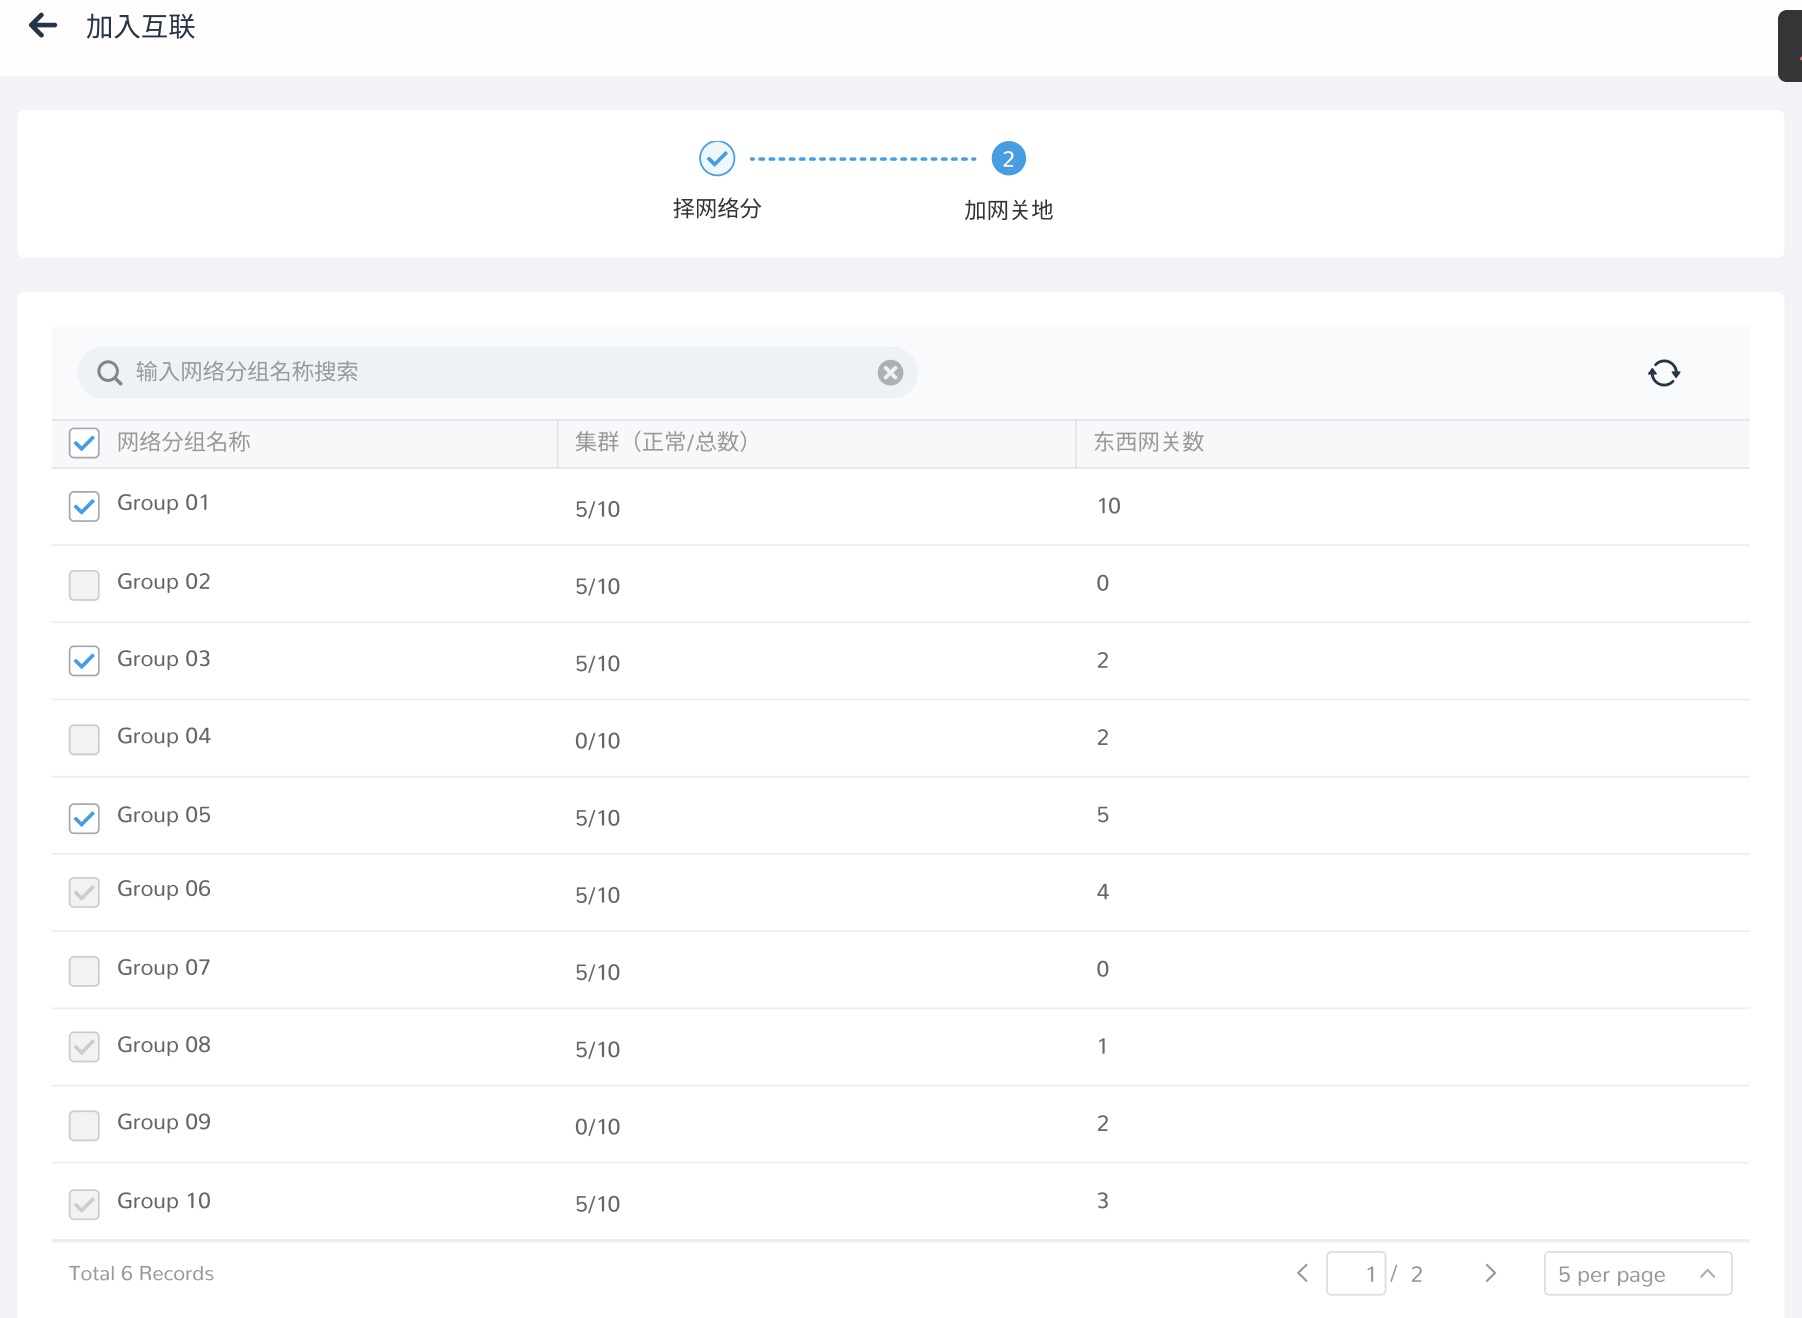 加入互联
2
择网络分
加网关地
输入网络分组名称搜索
网络分组名称 集群（正常/总数） 东西网关数
Group 01 5/10 10
Group 02 5/10 0
Group 03 5/10 2
Group 04 0/10 2
Group 05 5/10 5
Group 06 5/10 4
Group 07 5/10 0
Group 08 5/10 1
Group 09 0/10 2
Group 10 5/10 3
Total 6 Records 1 / 2 5 per page